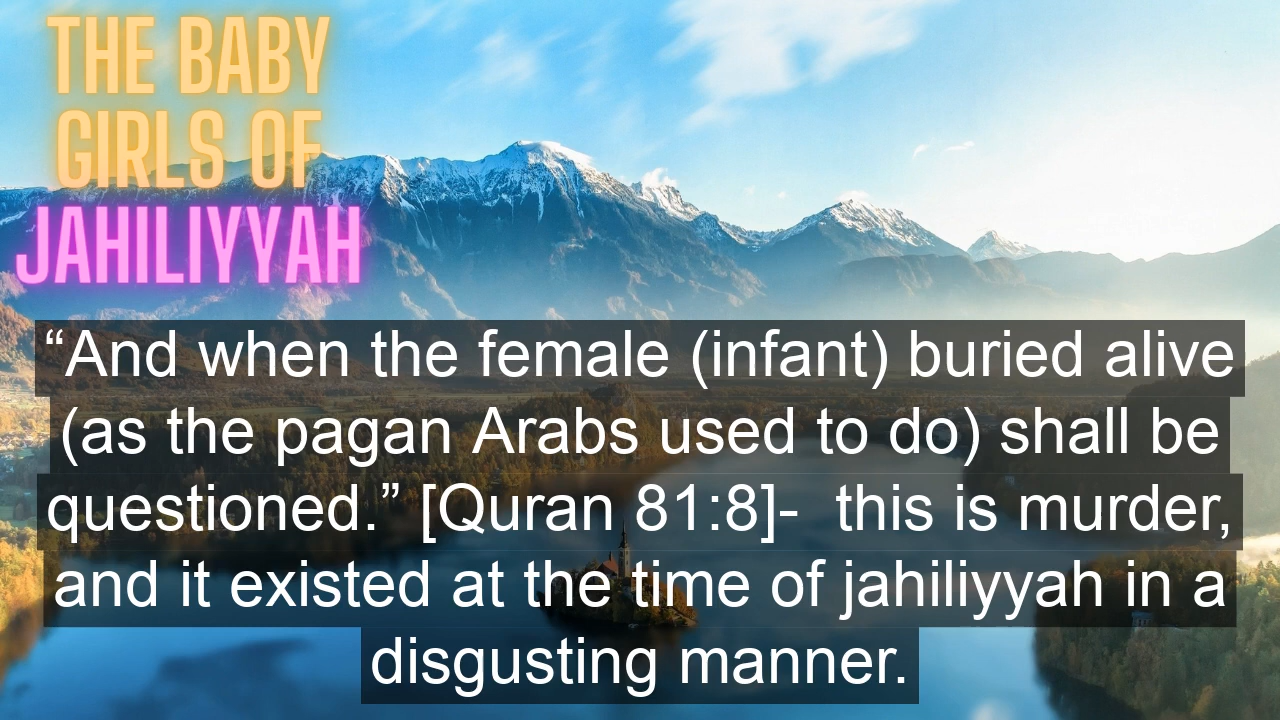 THE BABY
GIRLS OF
JAHILIYYAH
“And when the female (infant) buried alive
(as the pagan Arabs used to do) shall be
questioned.” [Quran 81:8]-  this is murder,
and it existed at the time of jahiliyyah in a
disgusting manner.